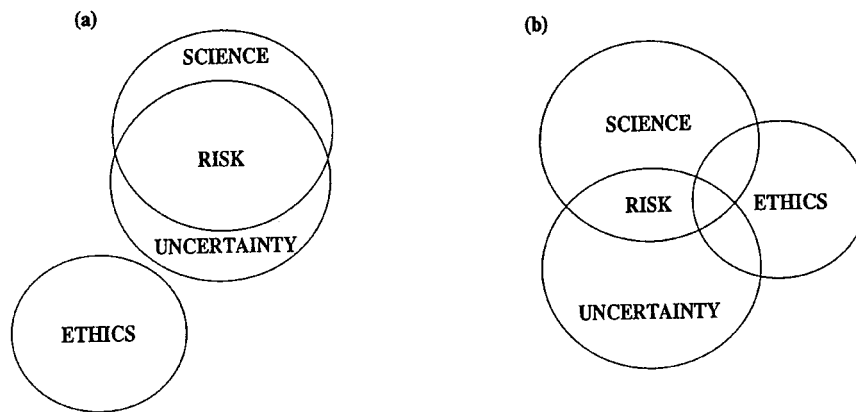 (a)
SCIENCE
RISK
UNCERTAINTY
ETHICS
(b)
SCIENCE
RISK
ETHICS
UNCERTAINTY